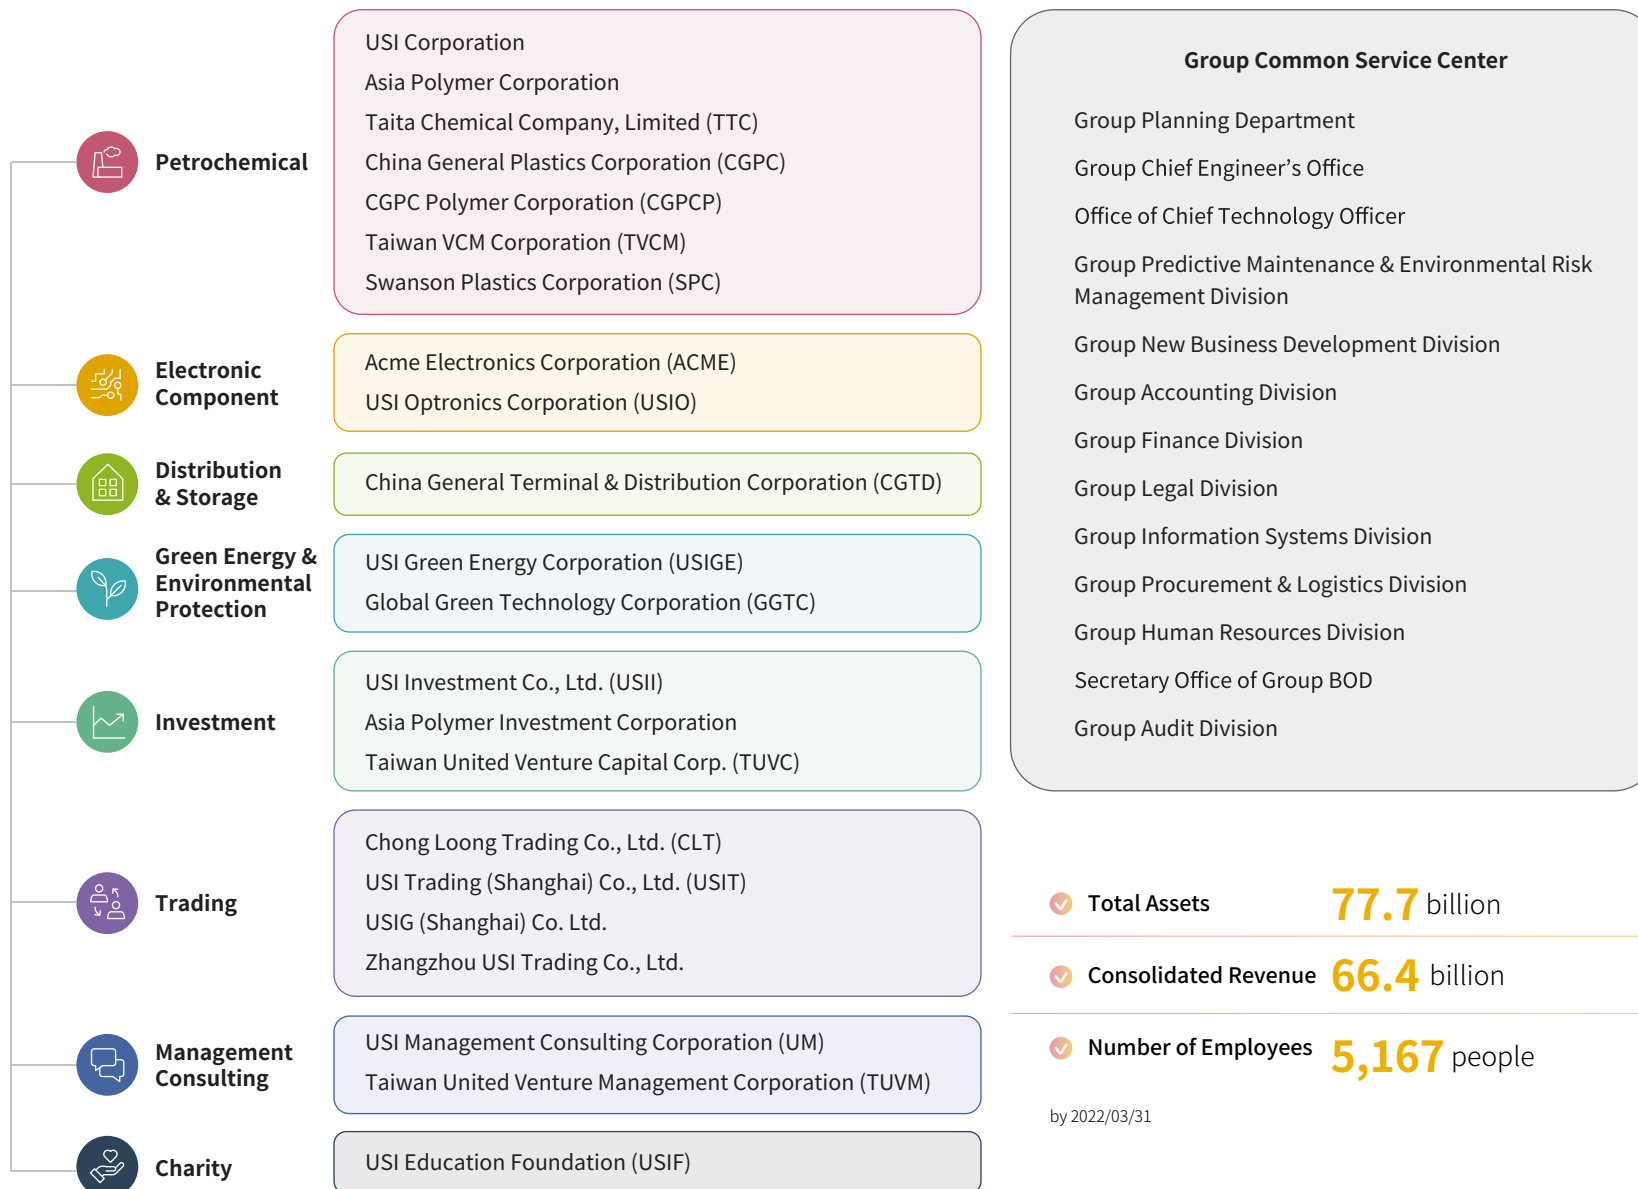 Petrochemical
USI Corporation
Asia Polymer Corporation
Taita Chemical Company, Limited (TTC)
China General Plastics Corporation (CGPC)
CGPC Polymer Corporation (CGPCP)
Taiwan VCM Corporation (TVCM)
Swanson Plastics Corporation (SPC)
Electronic
Component
Acme Electronics Corporation (ACME)
USI Optronics Corporation (USIO)
Distribution
& Storage
China General Terminal & Distribution Corporation (CGTD)
Green Energy &
Environmental
Protection
USI Green Energy Corporation (USIGE)
Global Green Technology Corporation (GGTC)
Investment
USI Investment Co., Ltd. (USII)
Asia Polymer Investment Corporation
Taiwan United Venture Capital Corp. (TUVC)
Trading
Chong Loong Trading Co., Ltd. (CLT)
USI Trading (Shanghai) Co., Ltd. (USIT)
USIG (Shanghai) Co. Ltd.
Zhangzhou USI Trading Co., Ltd.
Management
Consulting
USI Management Consulting Corporation (UM)
Taiwan United Venture Management Corporation (TUVM)
Charity
USI Education Foundation (USIF)
Group Common Service Center
Group Planning Department
Group Chief Engineer's Office
Office of Chief Technology Officer
Group Predictive Maintenance & Environmental Risk
Management Division
Group New Business Development Division
Group Accounting Division
Group Finance Division
Group Legal Division
Group Information Systems Division
Group Procurement & Logistics Division
Group Human Resources Division
Secretary Office of Group BOD
Group Audit Division
Total Assets 77.7 billion
Consolidated Revenue 66.4 billion
Number of Employees 5,167 people
by 2022/03/31